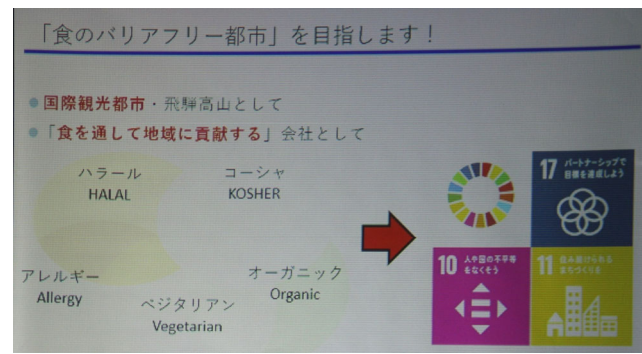 「食のバリアフリー都市」を目指します！
●国際観光都市・飛騨高山として
●「食を通して地域に貢献する」会社として
ハラール
HALAL
コーシャ
KOSHER
アレルギー
Allergy
ベジタリアン
Vegetarian
オーガニック
Organic
17 パートナーシップで
目標を達成しよう
10 人や国の不平等
をなくそう
11 住み続けられる
まちづくりを